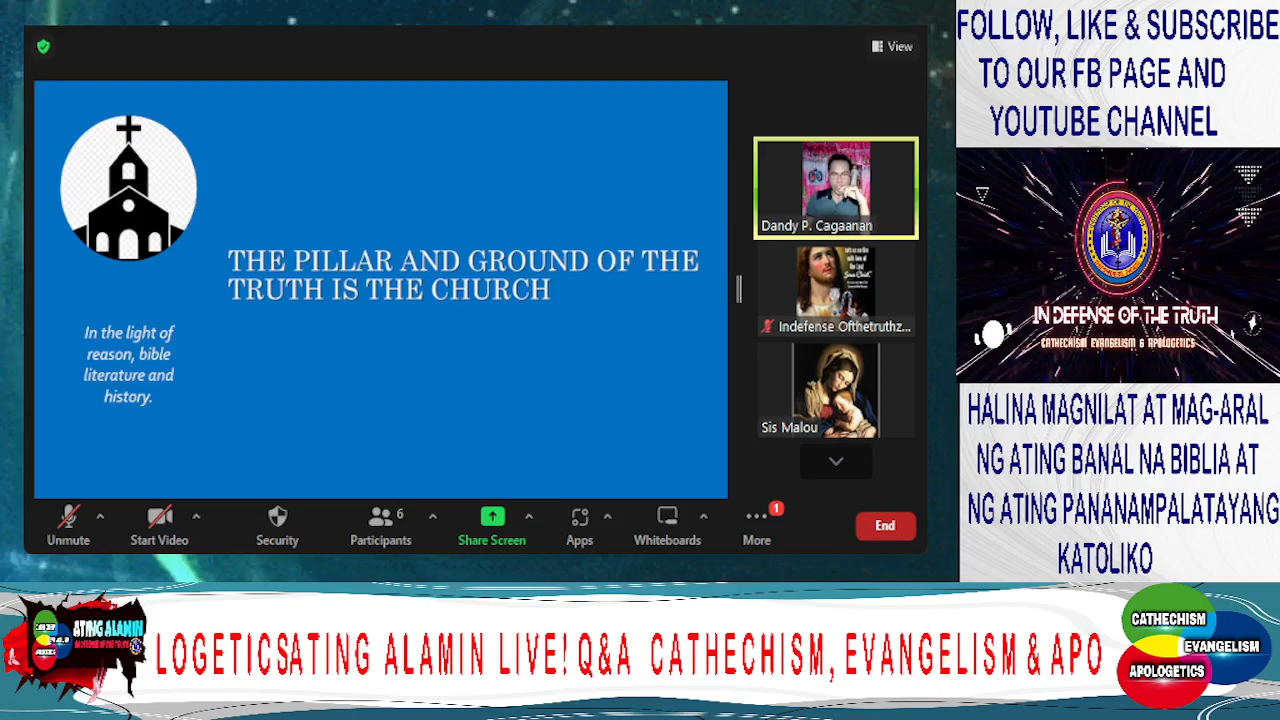 View
THE PILLAR AND GROUND OF THE
TRUTH IS THE CHURCH
In the light of
reason, bible
literature and
history.
Dandy P. Cagaanan
Indefense Ofthetruthz...
Sis Malou
Unmute
Start Video
Security
6
Participants
Share Screen
Apps
Whiteboards
1
More
End
FOLLOW, LIKE & SUBSCRIBE
TO OUR FB PAGE AND
YOUTUBE CHANNEL
IN DEFENSE OF THE TRUTH
CATHECHISM EVANGELISM & APOLOGETICS
HALINA MAGNILAT AT MAG-ARAL
NG ATING BANAL NA BIBLIA AT
NG ATING PANANAMPALATAYANG
KATOLIKO
ATING ALAMIN
LOGETICSATING ALAMIN LIVE! Q&A CATHECHISM, EVANGELISM & APO
CATHECHISM
EVANGELISM
APOLOGETICS